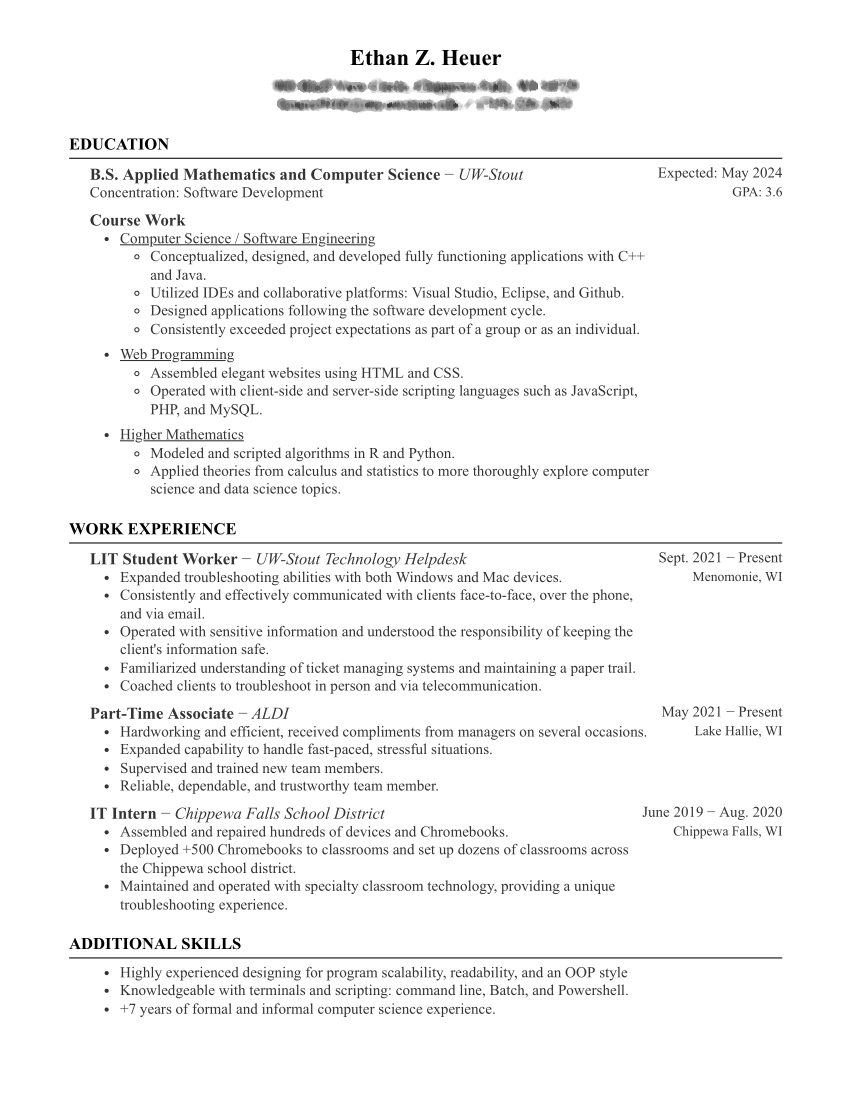 Ethan Z. Heuer
EDUCATION
B.S. Applied Mathematics and Computer Science − UW-Stout
Expected: May 2024
Concentration: Software Development
GPA: 3.6
Course Work
• Computer Science / Software Engineering
∘ Conceptualized, designed, and developed fully functioning applications with C++
and Java.
∘ Utilized IDEs and collaborative platforms: Visual Studio, Eclipse, and Github.
∘ Designed applications following the software development cycle.
∘ Consistently exceeded project expectations as part of a group or as an individual.
• Web Programming
∘ Assembled elegant websites using HTML and CSS.
∘ Operated with client-side and server-side scripting languages such as JavaScript,
PHP, and MySQL.
• Higher Mathematics
∘ Modeled and scripted algorithms in R and Python.
∘ Applied theories from calculus and statistics to more thoroughly explore computer
science and data science topics.
WORK EXPERIENCE
LIT Student Worker − UW-Stout Technology Helpdesk
Sept. 2021 − Present
• Expanded troubleshooting abilities with both Windows and Mac devices.
Menomonie, WI
• Consistently and effectively communicated with clients face-to-face, over the phone,
and via email.
• Operated with sensitive information and understood the responsibility of keeping the
client's information safe.
• Familiarized understanding of ticket managing systems and maintaining a paper trail.
• Coached clients to troubleshoot in person and via telecommunication.
Part-Time Associate − ALDI
May 2021 − Present
• Hardworking and efficient, received compliments from managers on several occasions.
Lake Hallie, WI
• Expanded capability to handle fast-paced, stressful situations.
• Supervised and trained new team members.
• Reliable, dependable, and trustworthy team member.
IT Intern − Chippewa Falls School District
June 2019 − Aug. 2020
• Assembled and repaired hundreds of devices and Chromebooks.
Chippewa Falls, WI
• Deployed +500 Chromebooks to classrooms and set up dozens of classrooms across
the Chippewa school district.
• Maintained and operated with specialty classroom technology, providing a unique
troubleshooting experience.
ADDITIONAL SKILLS
• Highly experienced designing for program scalability, readability, and an OOP style
• Knowledgeable with terminals and scripting: command line, Batch, and Powershell.
• +7 years of formal and informal computer science experience.